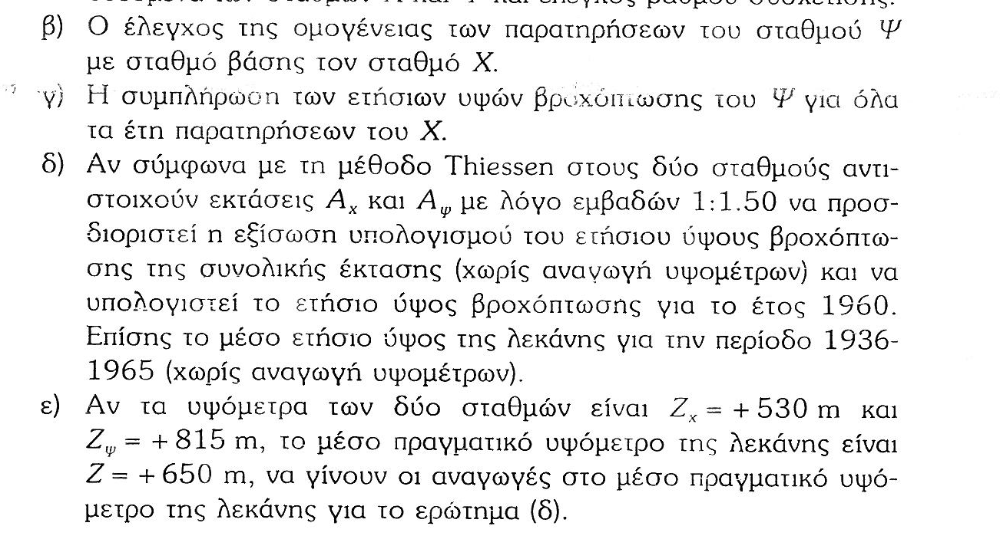 β) Ο έλεγχος της ομογένειας των παρατηρήσεων του σταθμού Ψ
με σταθμό βάσης τον σταθμό Χ.
γ) Η συμπλήρωση των ετήσιων υψών βροχόπτωσης του Ψ για όλα
τα έτη παρατηρήσεων του Χ.
δ) Αν σύμφωνα με τη μέθοδο Thiessen στους δύο σταθμούς αντι-
στοιχούν εκτάσεις Aₓ και A_ψ με λόγο εμβαδών 1:1.50 να προσ-
διοριστεί η εξίσωση υπολογισμού του ετήσιου ύψους βροχόπτω-
σης της συνολικής έκτασης (χωρίς αναγωγή υψομέτρων) και να
υπολογιστεί το ετήσιο ύψος βροχόπτωσης για το έτος 1960.
Επίσης το μέσο ετήσιο ύψος της λεκάνης για την περίοδο 1936-
1965 (χωρίς αναγωγή υψομέτρων).
ε) Αν τα υψόμετρα των δύο σταθμών είναι Zₓ = + 530 m και
Z_ψ = + 815 m, το μέσο πραγματικό υψόμετρο της λεκάνης είναι
Z = + 650 m, να γίνουν οι αναγωγές στο μέσο πραγματικό υψό-
μετρο της λεκάνης για το ερώτημα (δ).